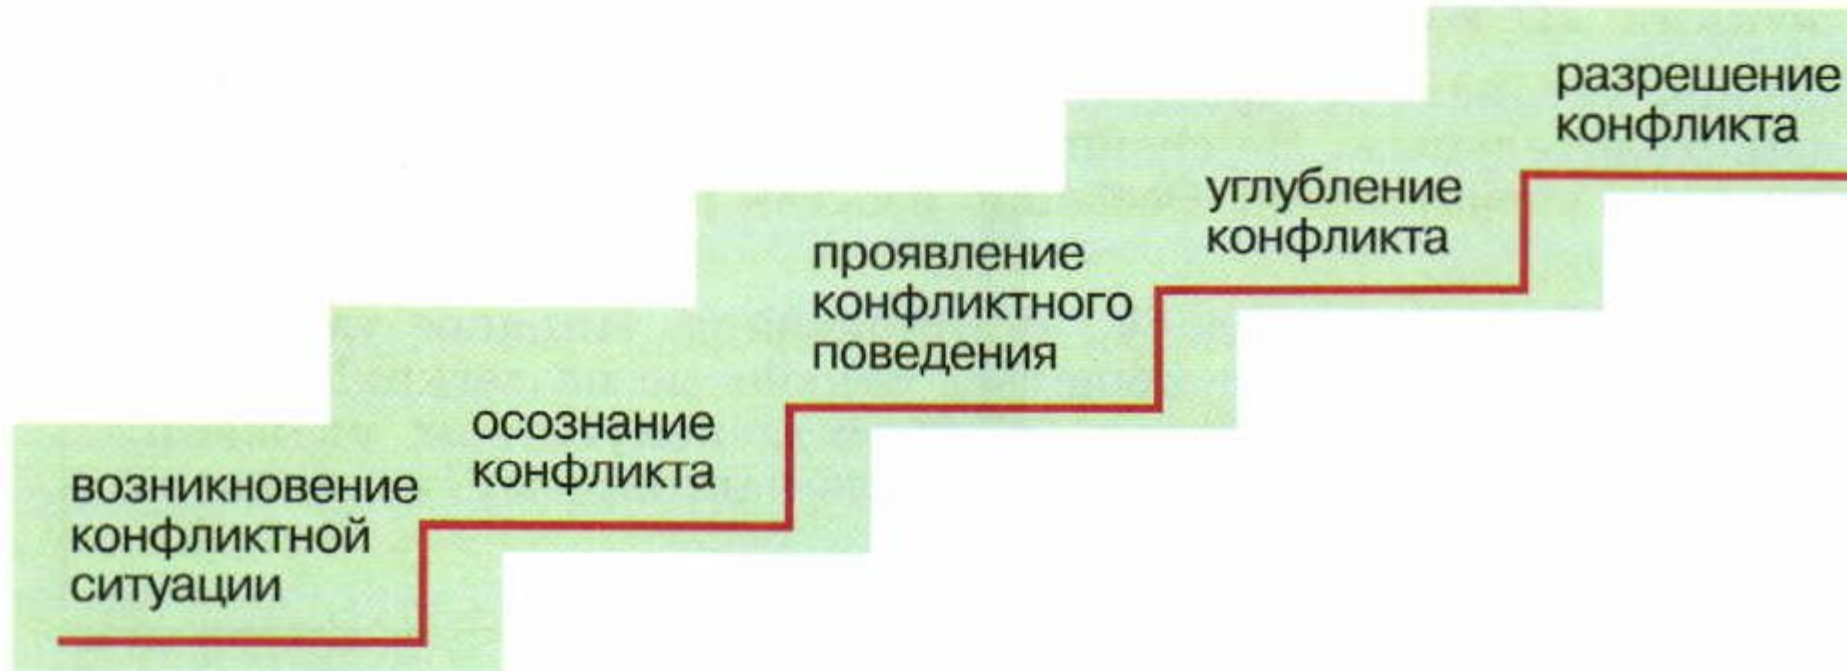 возникновение
конфликтной
ситуации
осознание
конфликта
проявление
конфликтного
поведения
углубление
конфликта
разрешение
конфликта